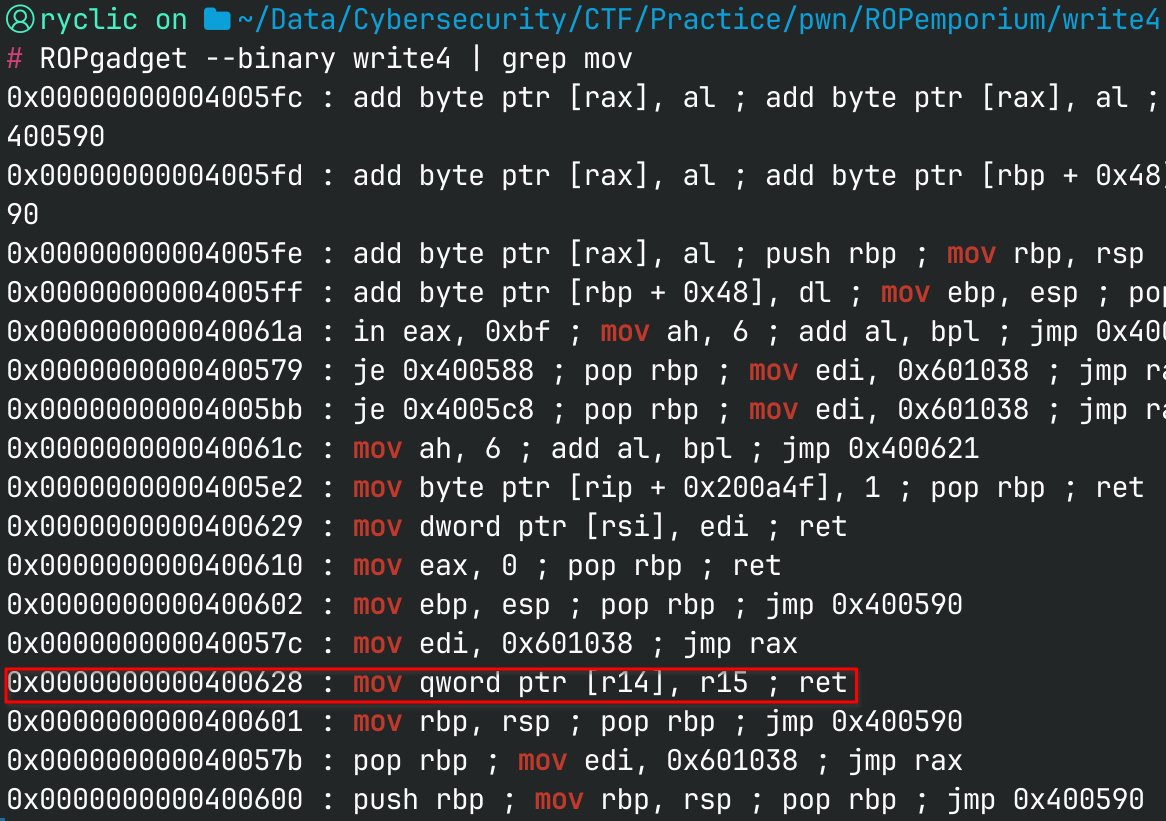 ryclic on ~/Data/Cybersecurity/CTF/Practice/pwn/ROPemporium/write4
# ROPgadget --binary write4 | grep mov
0x00000000004005fc : add byte ptr [rax], al ; add byte ptr [rax], al ;
400590
0x00000000004005fd : add byte ptr [rax], al ; add byte ptr [rbp + 0x48]
90
0x00000000004005fe : add byte ptr [rax], al ; push rbp ; mov rbp, rsp
0x00000000004005ff : add byte ptr [rbp + 0x48], dl ; mov ebp, esp ; pop
0x000000000040061a : in eax, 0xbf ; mov ah, 6 ; add al, bpl ; jmp 0x400
0x0000000000400579 : je 0x400588 ; pop rbp ; mov edi, 0x601038 ; jmp ra
0x00000000004005bb : je 0x4005c8 ; pop rbp ; mov edi, 0x601038 ; jmp ra
0x000000000040061c : mov ah, 6 ; add al, bpl ; jmp 0x400621
0x00000000004005e2 : mov byte ptr [rip + 0x200a4f], 1 ; pop rbp ; ret
0x0000000000400629 : mov dword ptr [rsi], edi ; ret
0x0000000000400610 : mov eax, 0 ; pop rbp ; ret
0x0000000000400602 : mov ebp, esp ; pop rbp ; jmp 0x400590
0x000000000040057c : mov edi, 0x601038 ; jmp rax
0x0000000000400628 : mov qword ptr [r14], r15 ; ret
0x0000000000400601 : mov rbp, rsp ; pop rbp ; jmp 0x400590
0x000000000040057b : pop rbp ; mov edi, 0x601038 ; jmp rax
0x0000000000400600 : push rbp ; mov rbp, rsp ; pop rbp ; jmp 0x400590